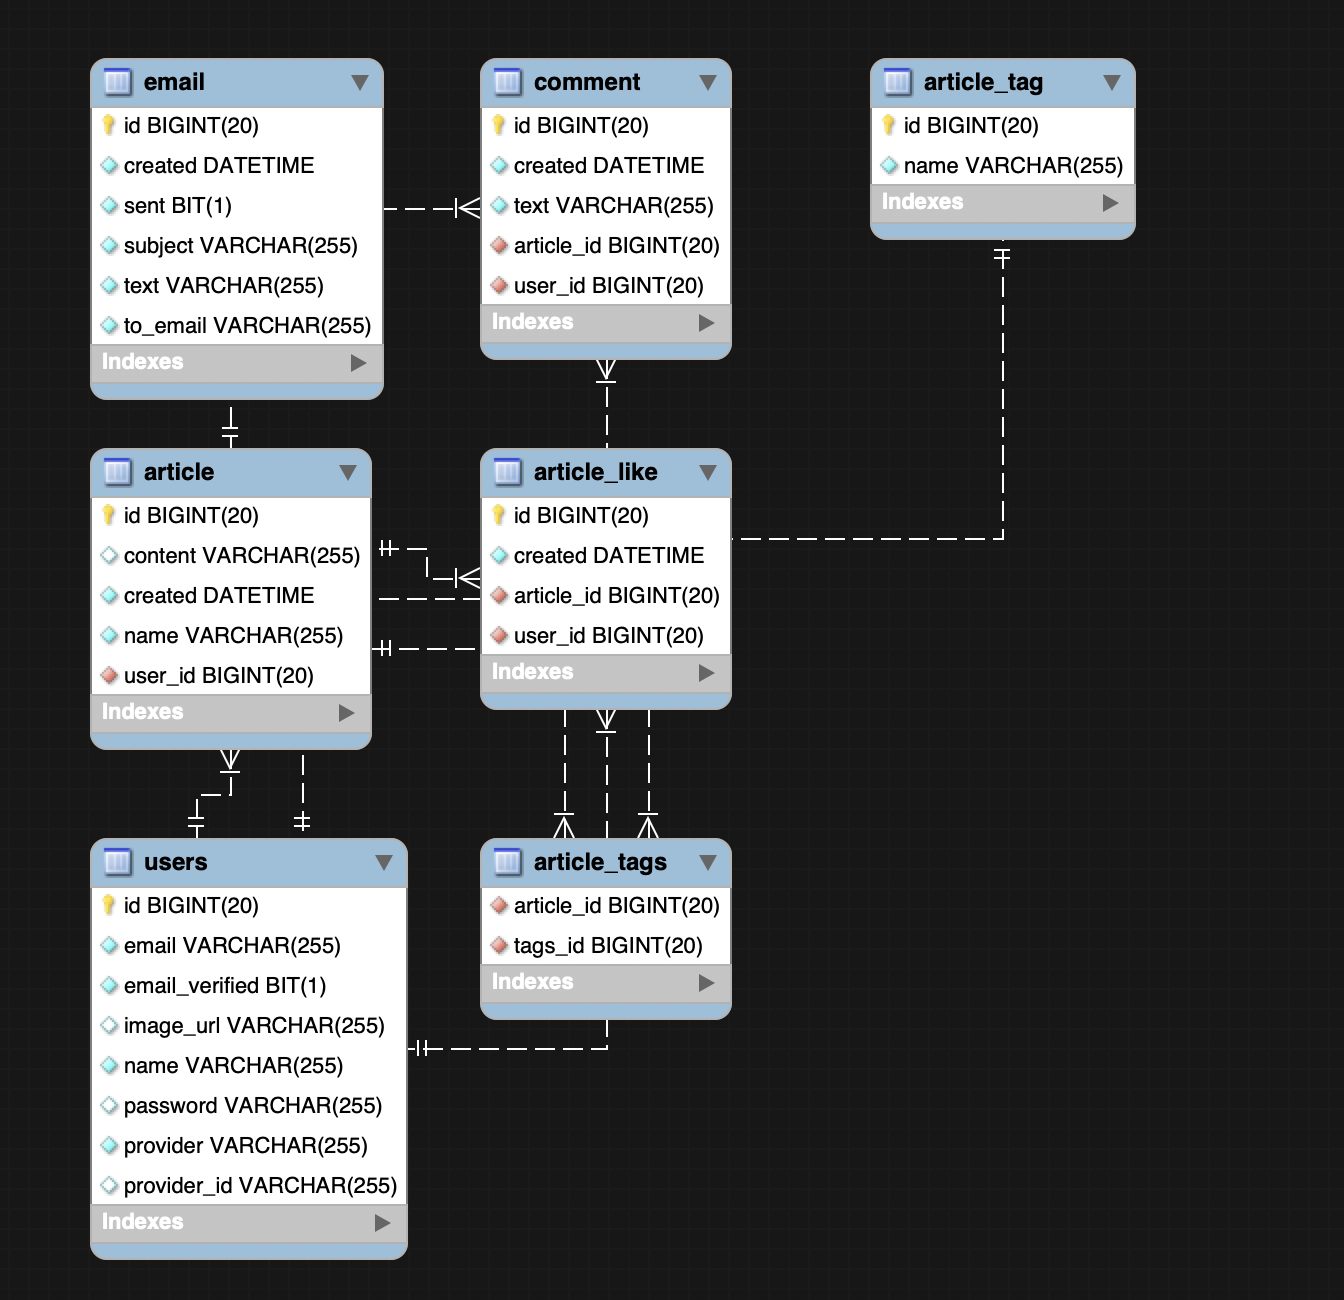 email
id BIGINT(20)
created DATETIME
sent BIT(1)
subject VARCHAR(255)
text VARCHAR(255)
to_email VARCHAR(255)
Indexes
comment
id BIGINT(20)
created DATETIME
text VARCHAR(255)
article_id BIGINT(20)
user_id BIGINT(20)
Indexes
article_tag
id BIGINT(20)
name VARCHAR(255)
Indexes
article
id BIGINT(20)
content VARCHAR(255)
created DATETIME
name VARCHAR(255)
user_id BIGINT(20)
Indexes
article_like
id BIGINT(20)
created DATETIME
article_id BIGINT(20)
user_id BIGINT(20)
Indexes
users
id BIGINT(20)
email VARCHAR(255)
email_verified BIT(1)
image_url VARCHAR(255)
name VARCHAR(255)
password VARCHAR(255)
provider VARCHAR(255)
provider_id VARCHAR(255)
Indexes
article_tags
article_id BIGINT(20)
tags_id BIGINT(20)
Indexes